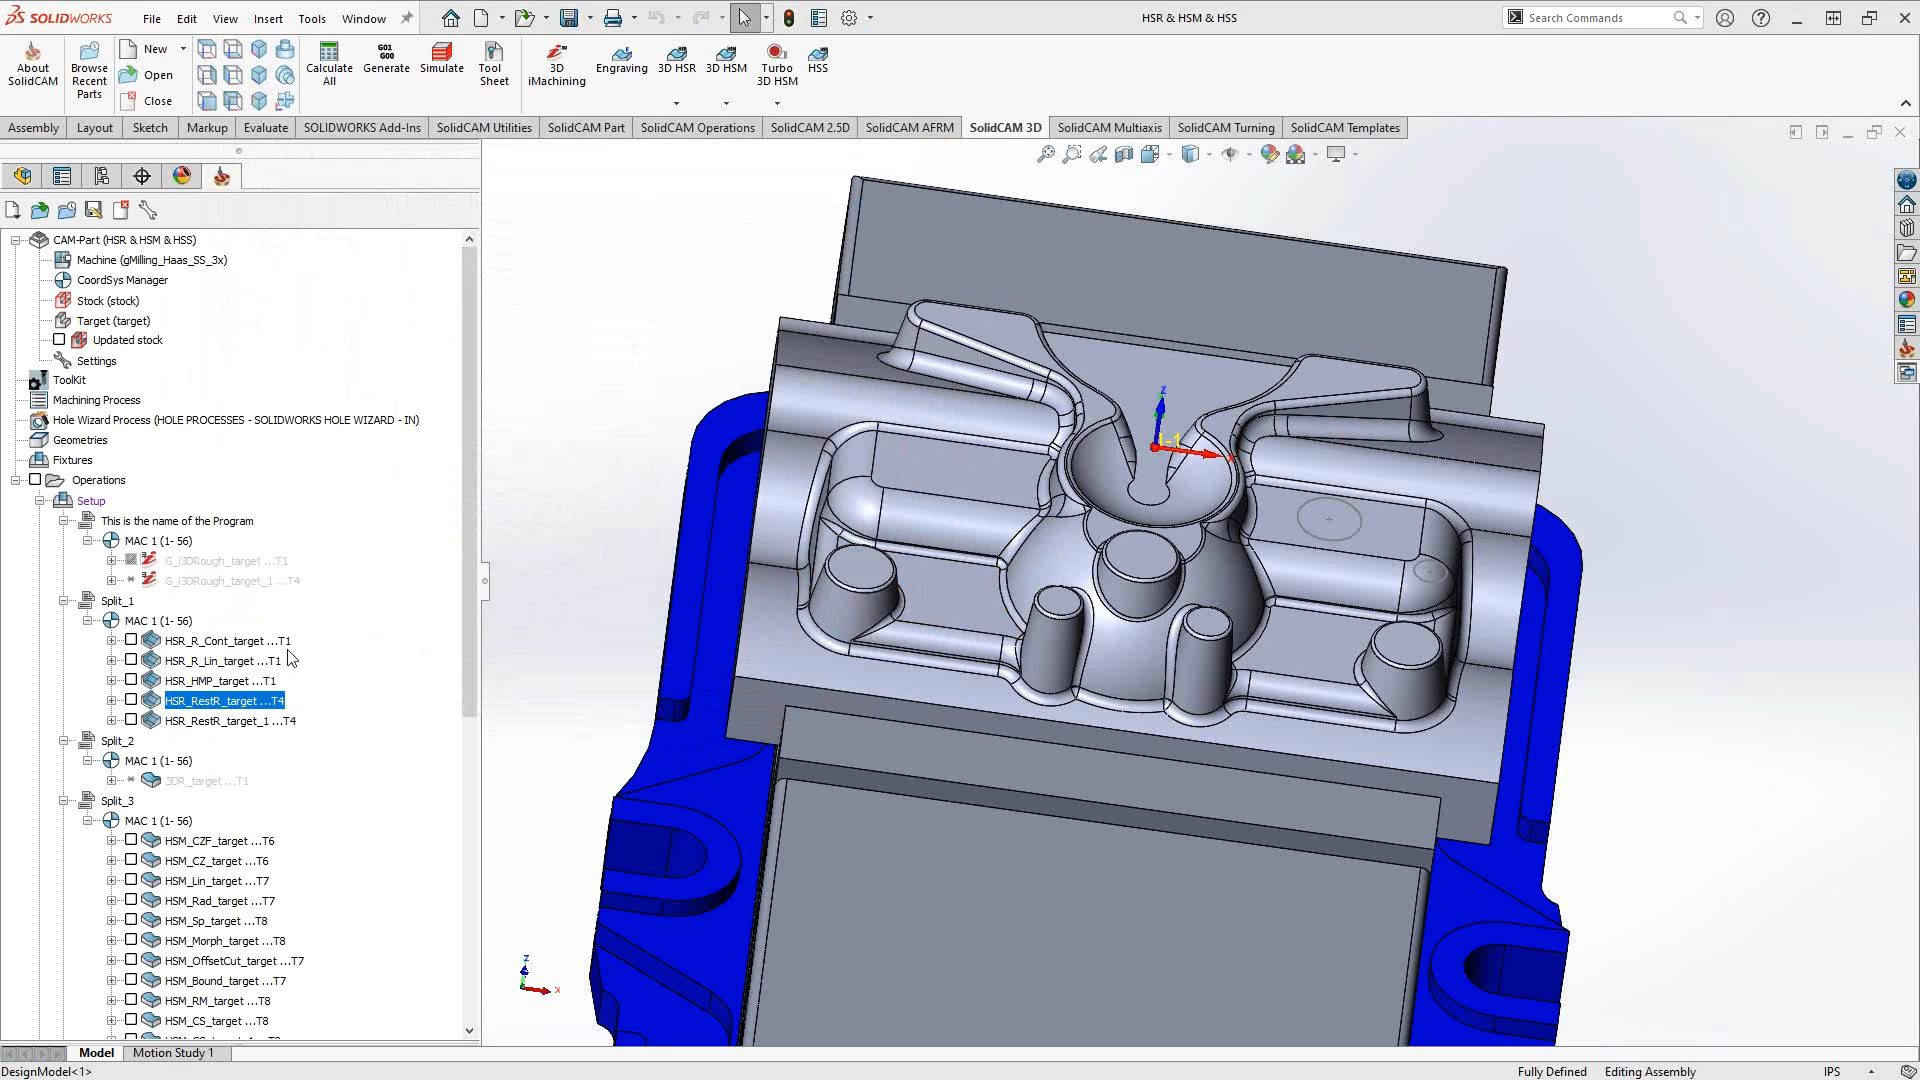 SOLIDWORKS File Edit View Insert Tools Window HSR & HSM & HSS Search Commands
About SolidCAM
Browse Recent Parts
New
Open
Close
Calculate All
G01 G00
Generate
Simulate
Tool Sheet
3D iMachining
Engraving
3D HSR
3D HSM
Turbo 3D HSM
HSS
Assembly Layout Sketch Markup Evaluate SOLIDWORKS Add-Ins SolidCAM Utilities SolidCAM Part SolidCAM Operations SolidCAM 2.5D SolidCAM AFRM SolidCAM 3D SolidCAM Multiaxis SolidCAM Turning SolidCAM Templates
CAM-Part (HSR & HSM & HSS)
Machine (gMilling_Haas_SS_3x)
CoordSys Manager
Stock (stock)
Target (target)
Updated stock
Settings
ToolKit
Machining Process
Hole Wizard Process (HOLE PROCESSES - SOLIDWORKS HOLE WIZARD - IN)
Geometries
Fixtures
Operations
Setup
This is the name of the Program
MAC 1 (1- 56)
G_i3DRough_target ...T1
G_i3DRough_target_1 ...T4
Split_1
MAC 1 (1- 56)
HSR_R_Cont_target ...T1
HSR_R_Lin_target ...T1
HSR_HMP_target ...T1
HSR_RestR_target ...T4
HSR_RestR_target_1 ...T4
Split_2
MAC 1 (1- 56)
3DR_target ...T1
Split_3
MAC 1 (1- 56)
HSM_CZF_target ...T6
HSM_CZ_target ...T6
HSM_Lin_target ...T7
HSM_Rad_target ...T7
HSM_Sp_target ...T8
HSM_Morph_target ...T8
HSM_OffsetCut_target ...T7
HSM_Bound_target ...T7
HSM_RM_target ...T8
HSM_CS_target ...T8
z
z
x
Model Motion Study 1
DesignModel<1> Fully Defined Editing Assembly IPS